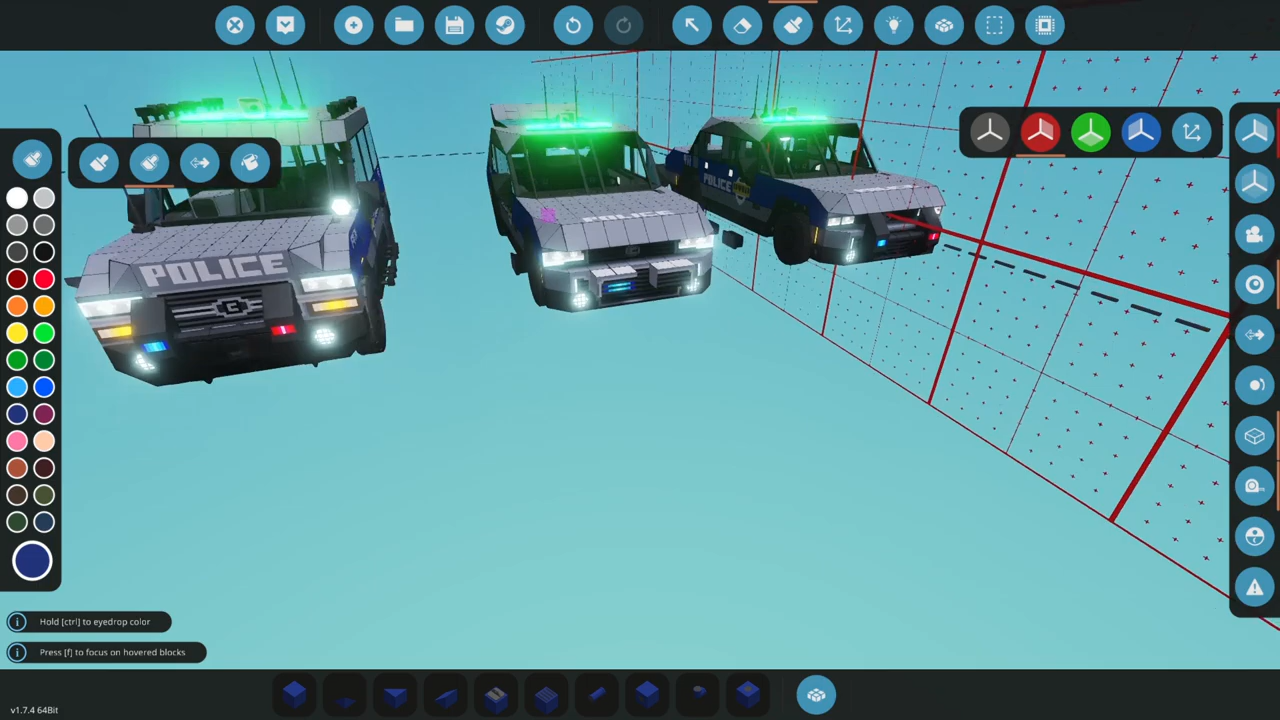 POLICE
POLICE
POLICE
Hold [ctrl] to eyedrop color
Press [f] to focus on hovered blocks
v1.7.4 64Bit